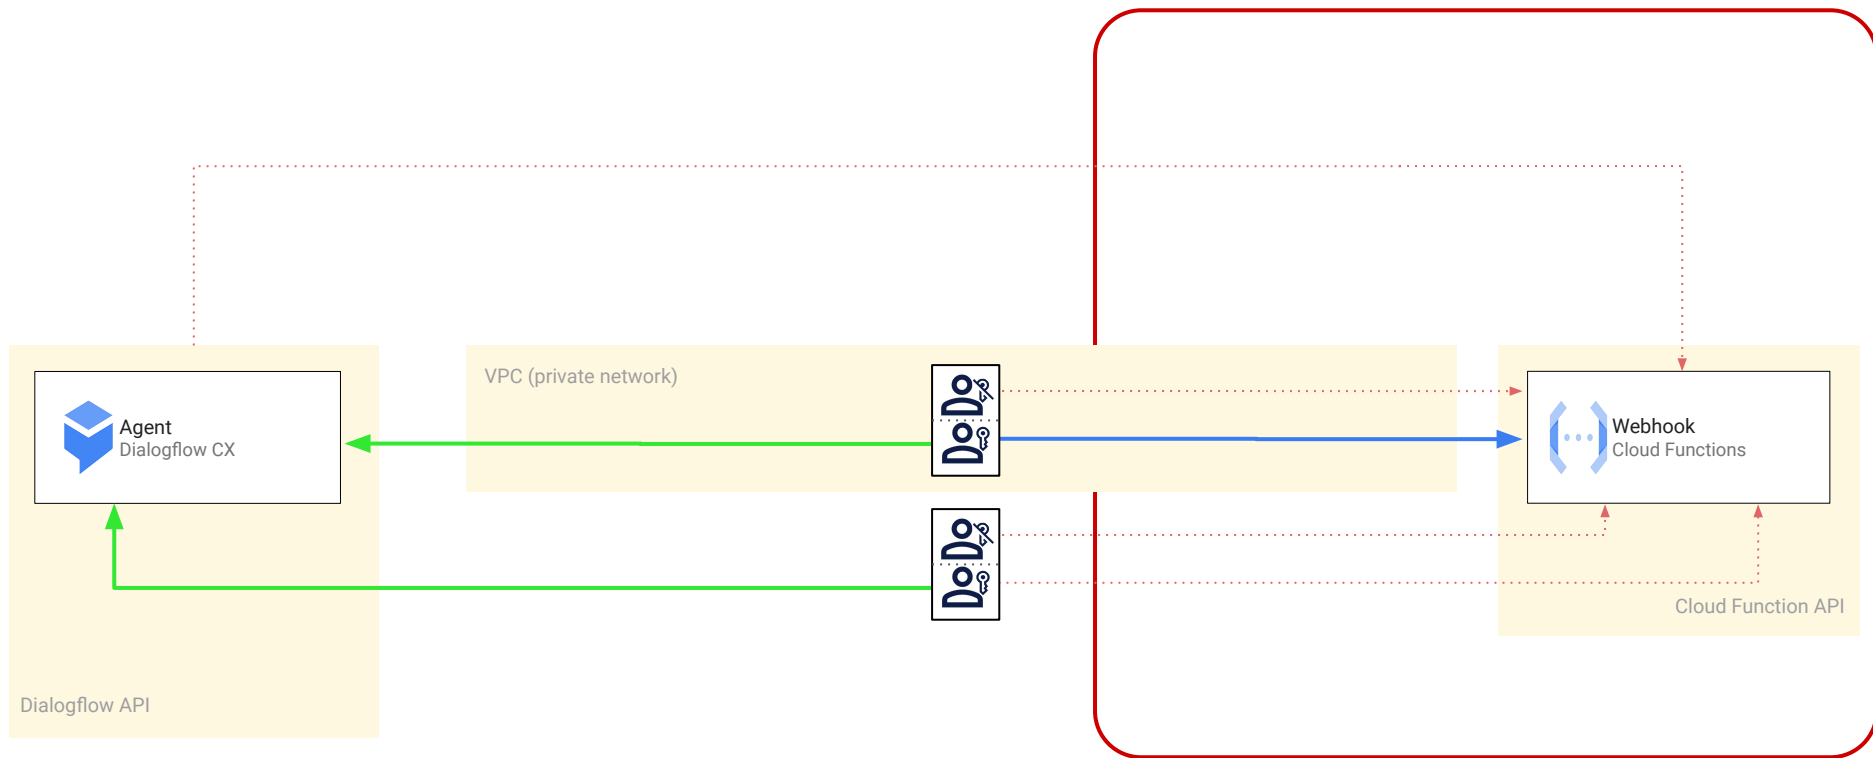 VPC (private network)
Agent
Dialogflow CX
Webhook
Cloud Functions
Cloud Function API
Dialogflow API